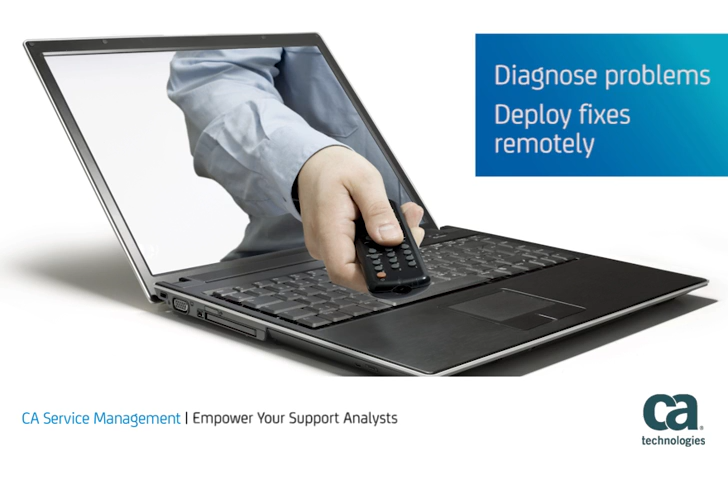 Diagnose problems
Deploy fixes
remotely
CA Service Management | Empower Your Support Analysts
ca®
technologies